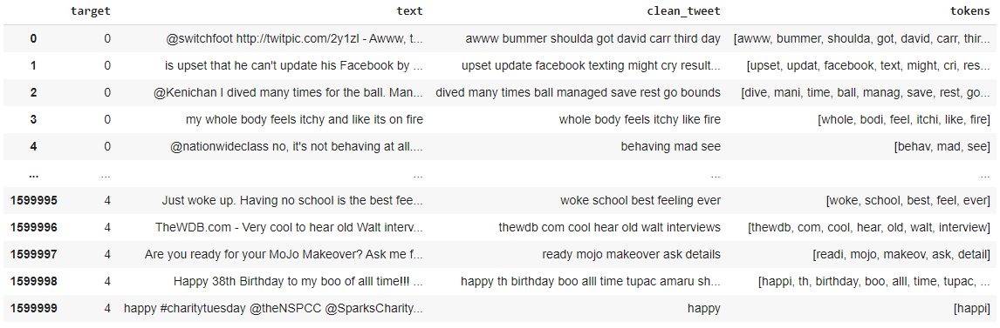 target text clean_tweet tokens
0 0 @switchfoot http://twitpic.com/2y1zl - Awww, t... awww bummer shoulda got david carr third day [awww, bummer, shoulda, got, david, carr, thir...
1 0 is upset that he can't update his Facebook by ... upset update facebook texting might cry result... [upset, updat, facebook, text, might, cri, res...
2 0 @Kenichan I dived many times for the ball. Man... dived many times ball managed save rest go bounds [dive, mani, time, ball, manag, save, rest, go...
3 0 my whole body feels itchy and like its on fire whole body feels itchy like fire [whole, bodi, feel, itchi, like, fire]
4 0 @nationwideclass no, it's not behaving at all.... behaving mad see [behav, mad, see]
... ... ... ... ...
1599995 4 Just woke up. Having no school is the best fee... woke school best feeling ever [woke, school, best, feel, ever]
1599996 4 TheWDB.com - Very cool to hear old Walt interv... thewdb com cool hear old walt interviews [thewdb, com, cool, hear, old, walt, interview]
1599997 4 Are you ready for your MoJo Makeover? Ask me f... ready mojo makeover ask details [readi, mojo, makeov, ask, detail]
1599998 4 Happy 38th Birthday to my boo of alll time!!! ... happy th birthday boo alll time tupac amaru sh... [happi, th, birthday, boo, alll, time, tupac, ...
1599999 4 happy #charitytuesday @theNSPCC @SparksCharity... happy [happi]